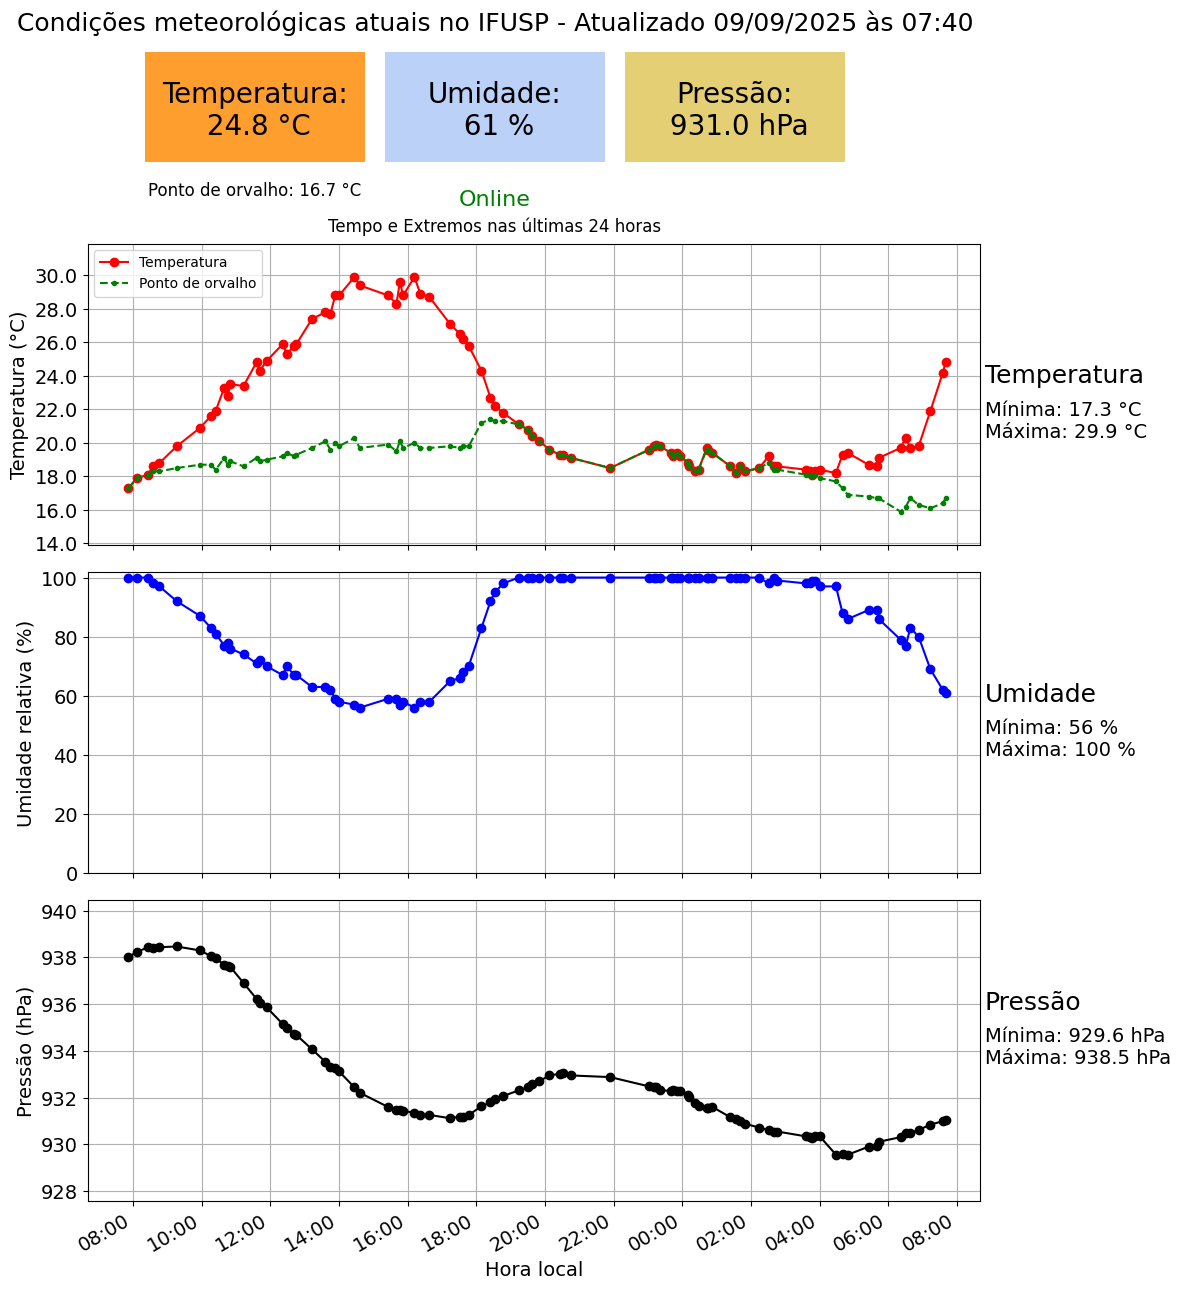 Condições meteorológicas atuais no IFUSP - Atualizado 09/09/2025 às 07:40
Temperatura:
24.8 °C
Umidade:
61 %
Pressão:
931.0 hPa
Ponto de orvalho: 16.7 °C
Online
Tempo e Extremos nas últimas 24 horas
Temperatura
Ponto de orvalho
Temperatura (°C)
30.0
28.0
26.0
24.0
22.0
20.0
18.0
16.0
14.0
Temperatura
Mínima: 17.3 °C
Máxima: 29.9 °C
Umidade relativa (%)
100
80
60
40
20
0
Umidade
Mínima: 56 %
Máxima: 100 %
Pressão (hPa)
940
938
936
934
932
930
928
Pressão
Mínima: 929.6 hPa
Máxima: 938.5 hPa
08:00
10:00
12:00
14:00
16:00
18:00
20:00
22:00
00:00
02:00
04:00
06:00
08:00
Hora local